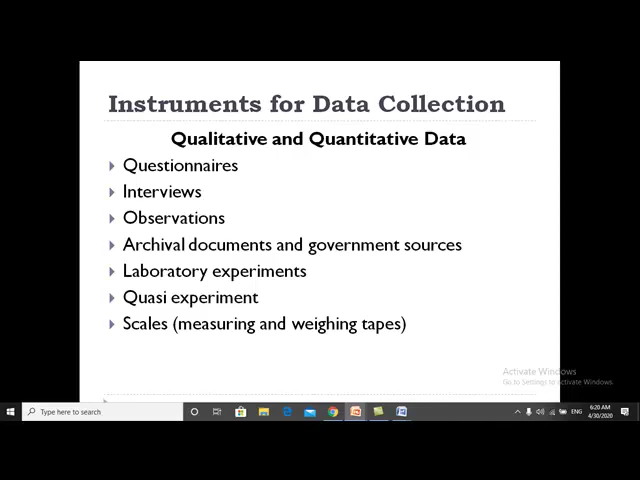 Instruments for Data Collection
Qualitative and Quantitative Data
Questionnaires
Interviews
Observations
Archival documents and government sources
Laboratory experiments
Quasi experiment
Scales (measuring and weighing tapes)
Activate Windows
Go to Settings to activate Windows.
Type here to search
ENG
6:20 AM
4/30/2020